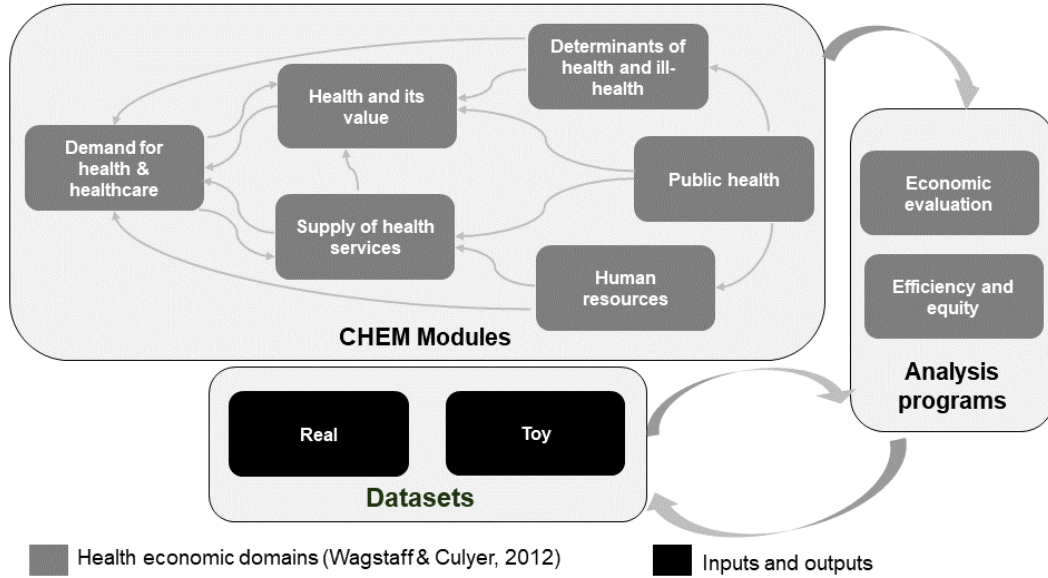 Determinants of
health and ill-
health
Health and its
value
Demand for
health &
healthcare
Public health
Supply of health
services
Human
resources
CHEM Modules
Economic
evaluation
Efficiency and
equity
Analysis
programs
Real
Toy
Datasets
Health economic domains (Wagstaff & Culyer, 2012)
Inputs and outputs